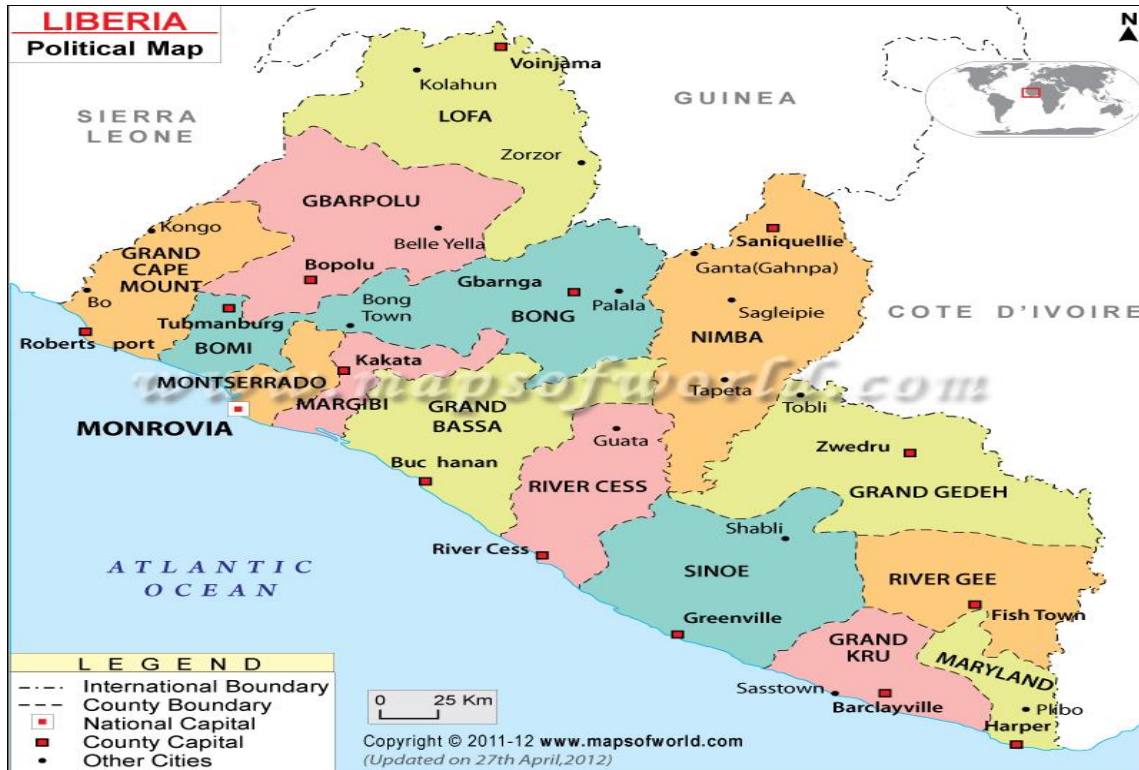 LIBERIA
Political Map
N
SIERRA
LEONE
GUINEA
COTE D'IVOIRE
Voinjama
Kolahun
LOFA
Zorzor
GBARPOLU
Belle Yella
Bopolu
Kongo
GRAND
CAPE
MOUNT
Bo
Roberts port
Tubmanburg
BOMI
Bong
Town
Gbarnga
Palala
BONG
Saniquellie
Ganta(Gahnpa)
Sagleipie
NIMBA
Tapeta
Kakata
MONTSERRADO
MARGIBI
MONROVIA
GRAND
BASSA
Buc hanan
Guata
RIVER CESS
River Cess
Tobli
Zwedru
GRAND GEDEH
Shabli
SINOE
Greenville
RIVER GEE
Fish Town
GRAND
KRU
Sasstown
Barclayville
MARYLAND
Plibo
Harper
www.mapsofworld.com
ATLANTIC
OCEAN
LEGEND
International Boundary
County Boundary
National Capital
County Capital
Other Cities
0 25 Km
Copyright © 2011-12 www.mapsofworld.com
(Updated on 27th April,2012)